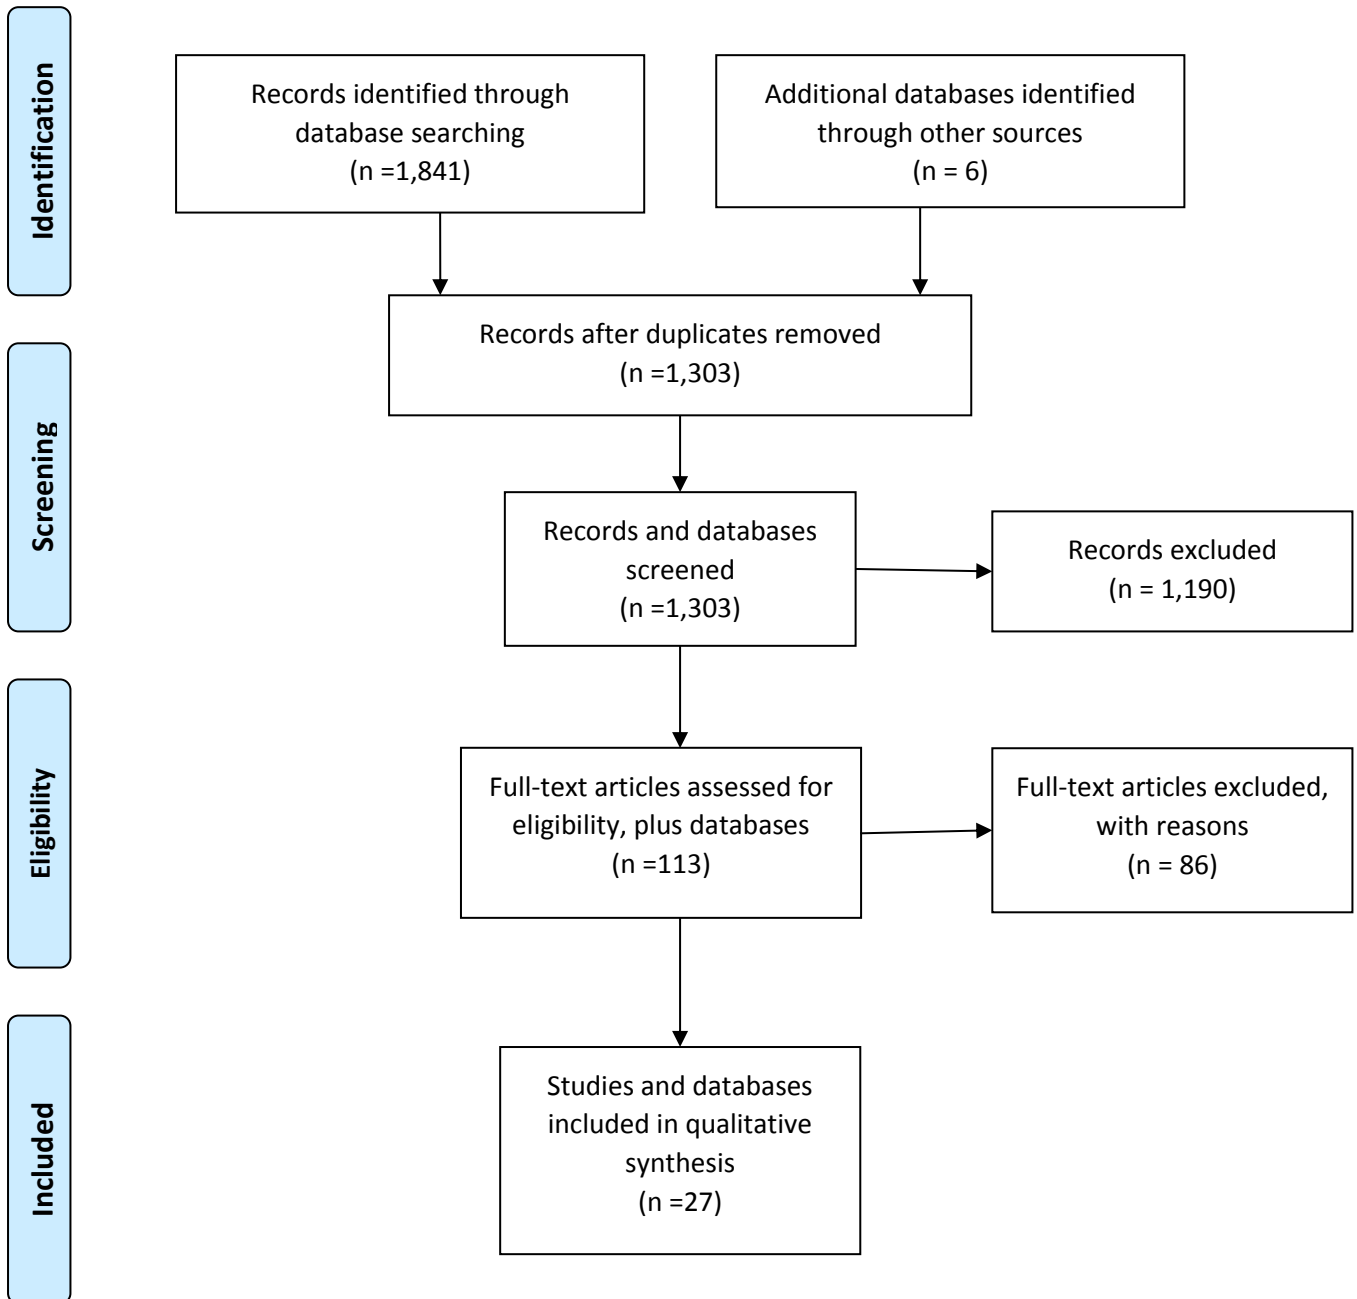 Identification
Records identified through
database searching
(n =1,841)
Additional databases identified
through other sources
(n = 6)
Records after duplicates removed
(n =1,303)
Screening
Records and databases
screened
(n =1,303)
Records excluded
(n = 1,190)
Eligibility
Full-text articles assessed for
eligibility, plus databases
(n =113)
Full-text articles excluded,
with reasons
(n = 86)
Included
Studies and databases
included in qualitative
synthesis
(n =27)